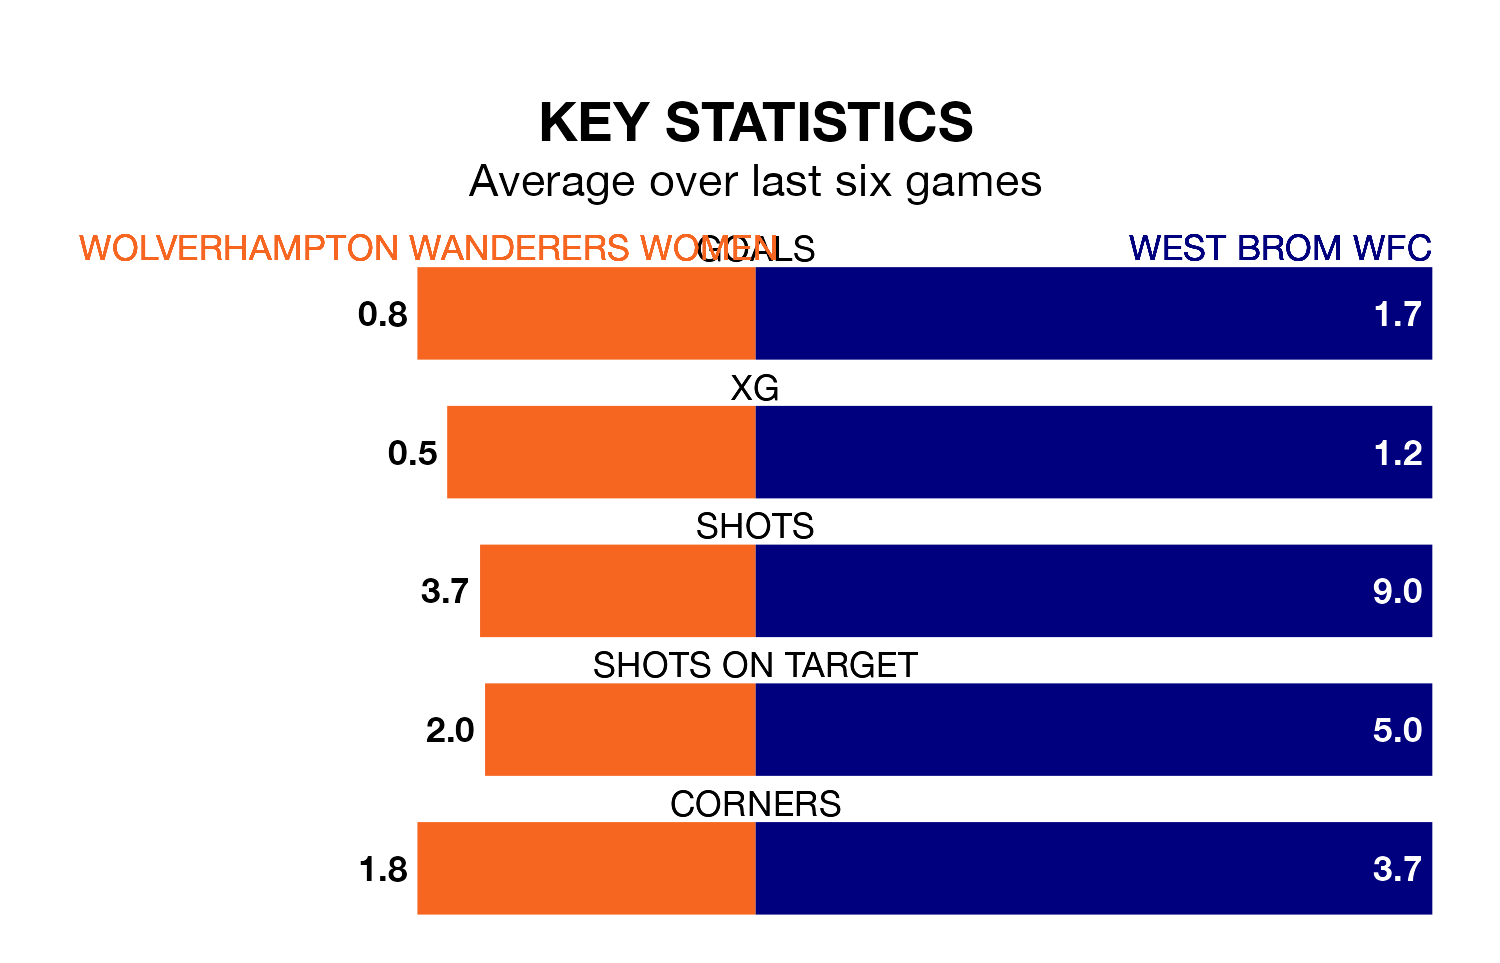 KEY STATISTICS
Average over last six games
WOLVERHAMPTON WANDERERS WOMEN GOALS WEST BROM WFC
0.8 1.7
XG
0.5 1.2
SHOTS
3.7 9.0
SHOTS ON TARGET
2.0 5.0
CORNERS
1.8 3.7